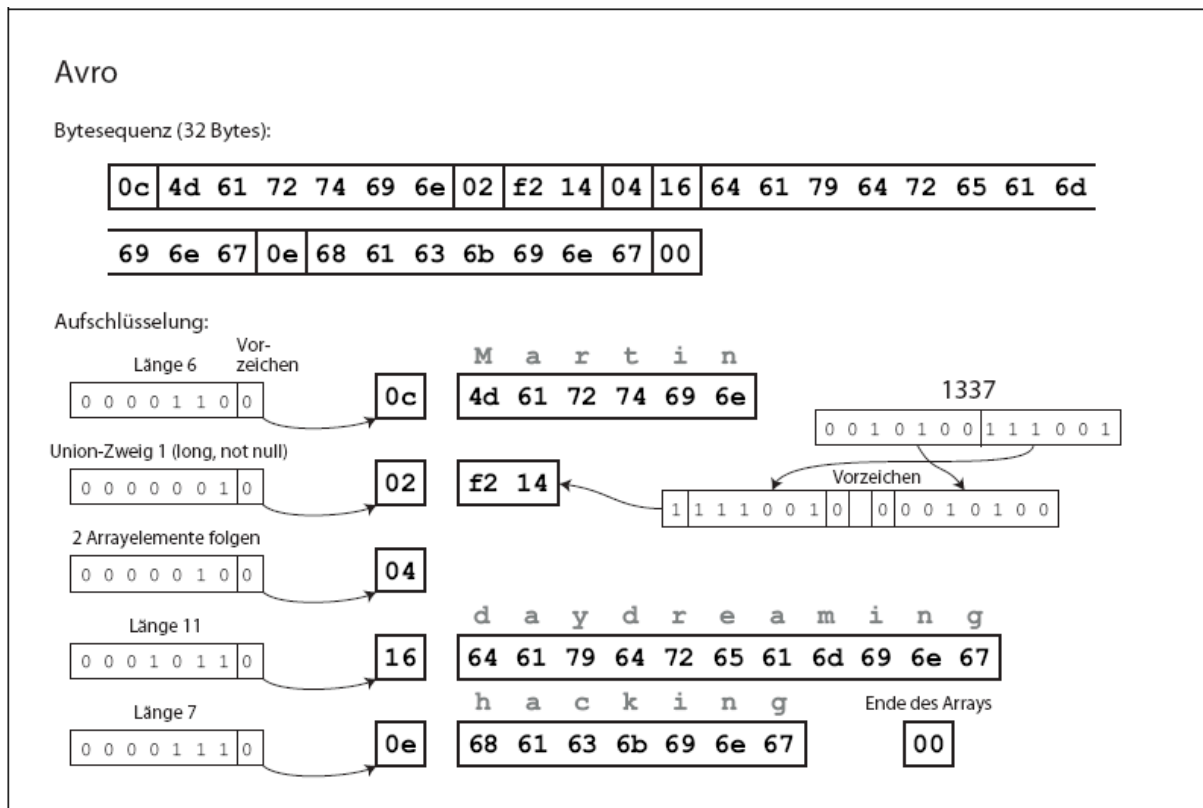 Avro
Bytesequenz (32 Bytes):
0c 4d 61 72 74 69 6e 02 f2 14 04 16 64 61 79 64 72 65 61 6d
69 6e 67 0e 68 61 63 6b 69 6e 67 00
Aufschlüsselung:
Länge 6
Vor-
zeichen
0 0 0 0 1 1 0 0
0c
M a r t i n
4d 61 72 74 69 6e
1337
0 0 1 0 1 0 0 1 1 1 0 0 1
Union-Zweig 1 (long, not null)
0 0 0 0 0 0 1 0
02
f2 14
Vorzeichen
1 1 1 1 0 0 1 0 0 0 0 1 0 1 0 0
2 Arrayelemente folgen
0 0 0 0 0 1 0 0
04
Länge 11
0 0 0 1 0 1 1 0
16
d a y d r e a m i n g
64 61 79 64 72 65 61 6d 69 6e 67
Länge 7
0 0 0 0 1 1 1 0
0e
h a c k i n g
68 61 63 6b 69 6e 67
Ende des Arrays
00